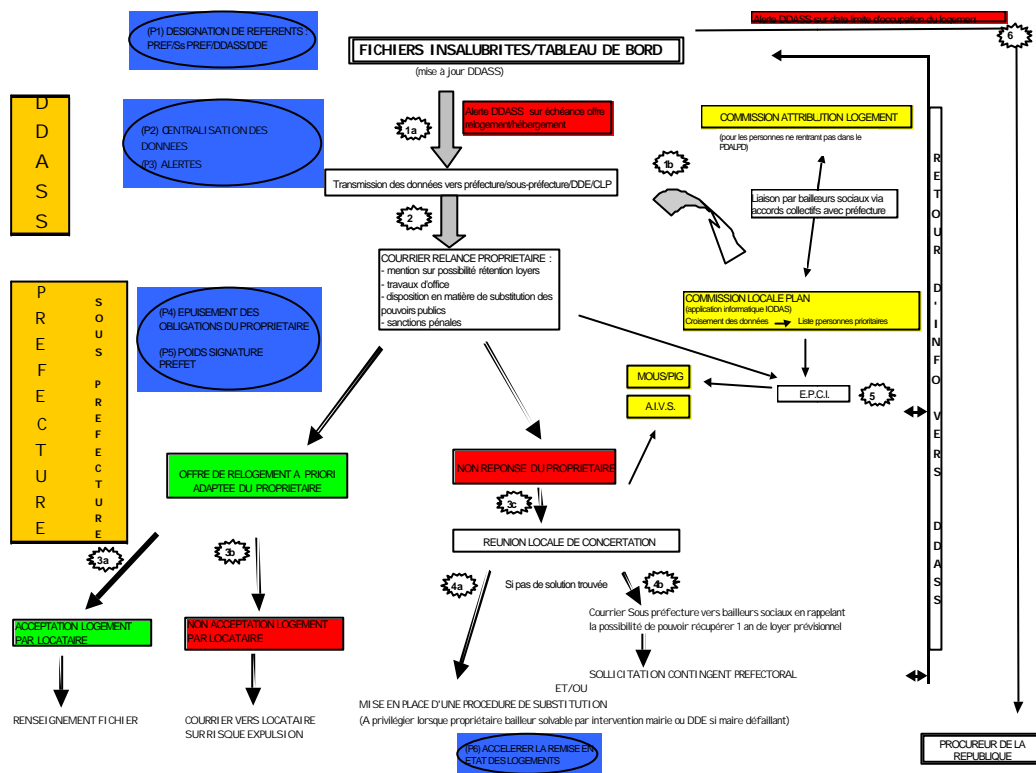 (P1) DESIGNATION DE REFERENTS :
PREF/Ss PREF/DDASS/DDE
FICHIERS INSALUBRITES/TABLEAU DE BORD
(mise à jour DDASS)
Alerte DDASS sur date limite d'occupation du logement
6
DDASS
(P2) CENTRALISATION DES
DONNEES
(P3) ALERTES
1a
Alerte DDASS sur échéance offre
relogement/hébergement
COMMISSION ATTRIBUTION LOGEMENT
(pour les personnes ne rentrant pas dans le
PDALPD)
1b
Transmission des données vers préfecture/sous-préfecture/DDE/CLP
Liaison par bailleurs sociaux via
accords collectifs avec préfecture
RETOUR D'INFO VERS DDASS
2
COURRIER RELANCE PROPRIETAIRE :
- mention sur possibilité rétention loyers
- travaux d'office
- disposition en matière de substitution des
pouvoirs publics
- sanctions pénales
PREFECTURE
SOUS PREFECTURE
(P4) EPUISEMENT DES
OBLIGATIONS DU PROPRIETAIRE
(P5) POIDS SIGNATURE
PREFET
COMMISSION LOCALE PLAN
(application informatique IODAS)
Croisement des données
Liste personnes prioritaires
MOUS/PIG
A.I.V.S.
E.P.C.I.
5
OFFRE DE RELOGEMENT A PRIORI
ADAPTEE DU PROPRIETAIRE
NON REPONSE DU PROPRIETAIRE
3c
REUNION LOCALE DE CONCERTATION
3a
3b
4a
Si pas de solution trouvée
4b
Courrier Sous préfecture vers bailleurs sociaux en rappelant
la possibilité de pouvoir récupérer 1 an de loyer prévisionnel
ACCEPTATION LOGEMENT
PAR LOCATAIRE
NON ACCEPTATION LOGEMENT
PAR LOCATAIRE
SOLLICITATION CONTINGENT PREFECTORAL
ET/OU
MISE EN PLACE D'UNE PROCEDURE DE SUBSTITUTION
(A privilégier lorsque propriétaire bailleur solvable par intervention mairie ou DDE si maire défaillant)
RENSEIGNEMENT FICHIER
COURRIER VERS LOCATAIRE
SUR RISQUE EXPULSION
(P6) ACCELERER LA REMISE EN
ETAT DES LOGEMENTS
PROCUREUR DE LA
REPUBLIQUE